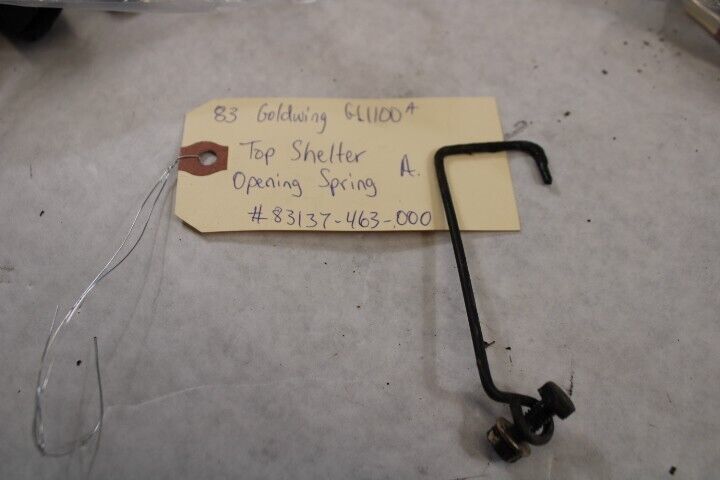 83 Goldwing GL1100A
Top Shelter
Opening Spring A.
#83137-463-000